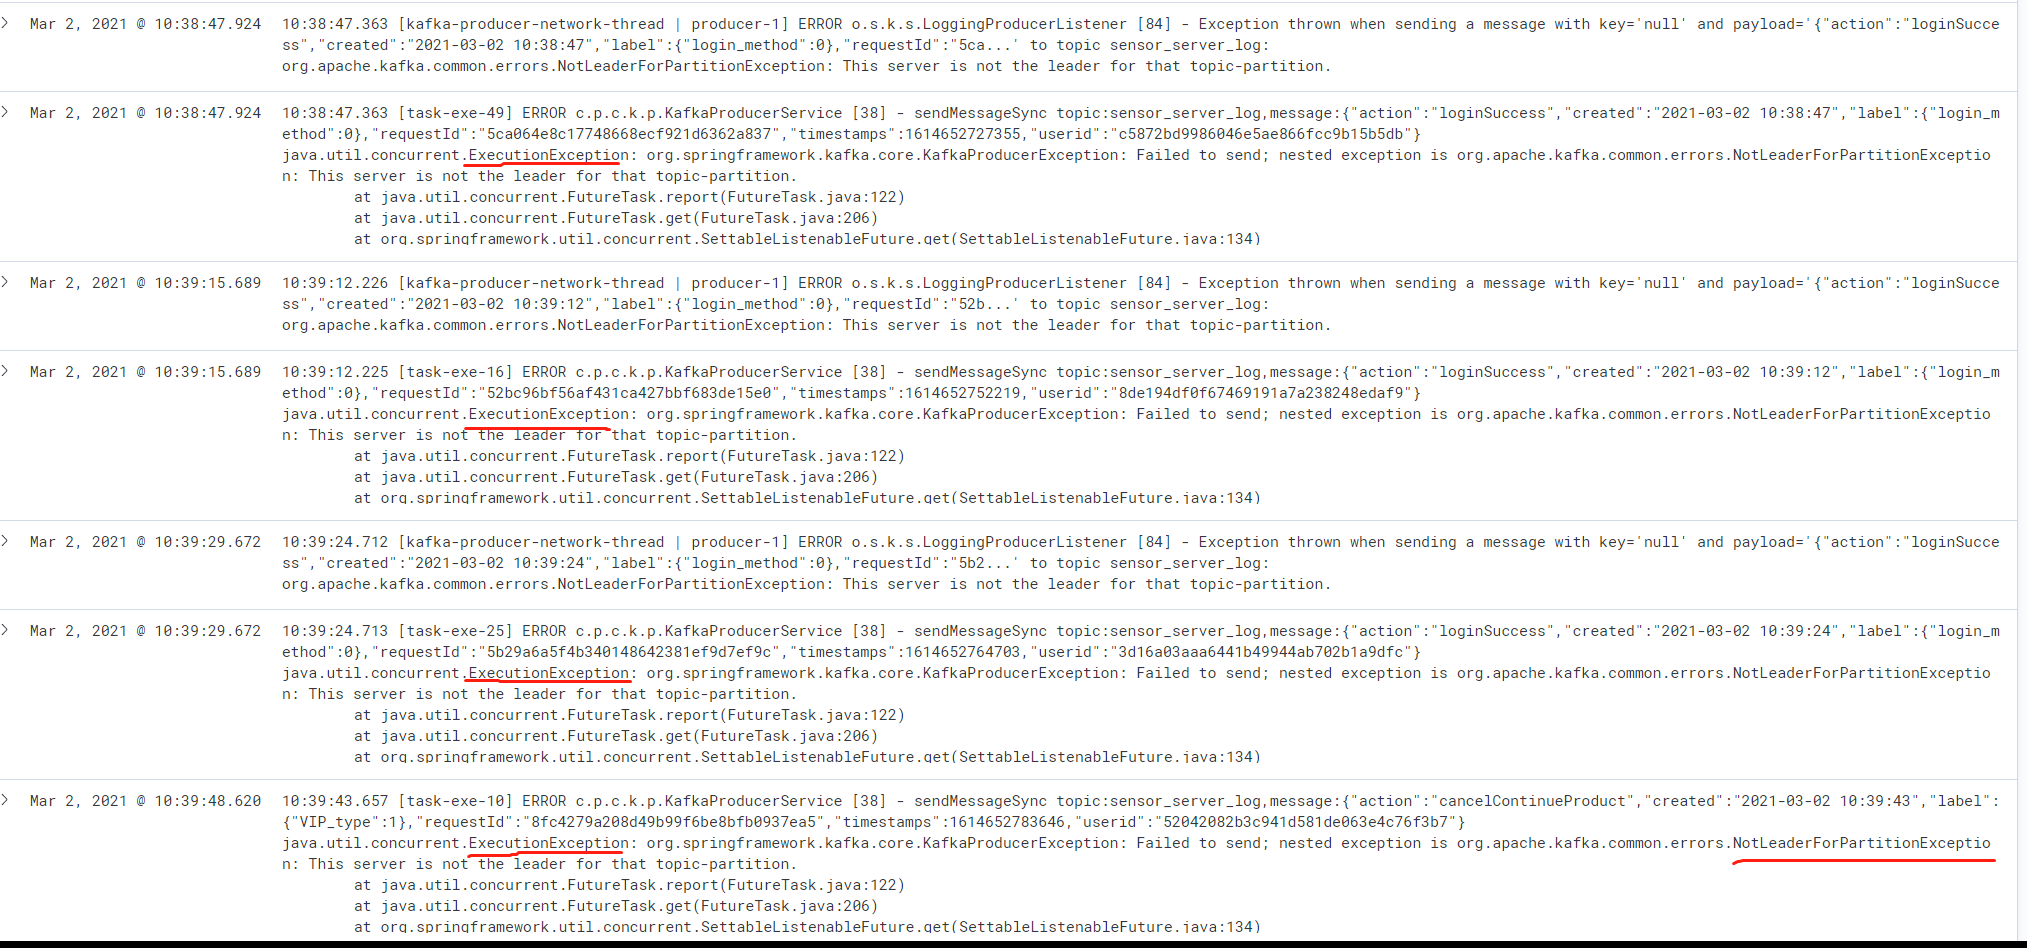 Mar 2, 2021 @ 10:38:47.924 10:38:47.363 [kafka-producer-network-thread | producer-1] ERROR o.s.k.s.LoggingProducerListener [84] - Exception thrown when sending a message with key='null' and payload='{"action":"loginSucce
ss","created":"2021-03-02 10:38:47","label":{"login_method":0},"requestId":"5ca...' to topic sensor_server_log:
org.apache.kafka.common.errors.NotLeaderForPartitionException: This server is not the leader for that topic-partition.
Mar 2, 2021 @ 10:38:47.924 10:38:47.363 [task-exe-49] ERROR c.p.c.k.p.KafkaProducerService [38] - sendMessageSync topic:sensor_server_log,message:{"action":"loginSuccess","created":"2021-03-02 10:38:47","label":{"login_m
ethod":0},"requestId":"5ca064e8c17748668ecf921d6362a837","timestamps":1614652727355,"userid":"c5872bd9986046e5ae866fcc9b15b5db"}
java.util.concurrent.ExecutionException: org.springframework.kafka.core.KafkaProducerException: Failed to send; nested exception is org.apache.kafka.common.errors.NotLeaderForPartitionExceptio
n: This server is not the leader for that topic-partition.
at java.util.concurrent.FutureTask.report(FutureTask.java:122)
at java.util.concurrent.FutureTask.get(FutureTask.java:206)
at org.springframework.util.concurrent.SettableListenableFuture.get(SettableListenableFuture.java:134)
Mar 2, 2021 @ 10:39:15.689 10:39:12.226 [kafka-producer-network-thread | producer-1] ERROR o.s.k.s.LoggingProducerListener [84] - Exception thrown when sending a message with key='null' and payload='{"action":"loginSucce
ss","created":"2021-03-02 10:39:12","label":{"login_method":0},"requestId":"52b...' to topic sensor_server_log:
org.apache.kafka.common.errors.NotLeaderForPartitionException: This server is not the leader for that topic-partition.
Mar 2, 2021 @ 10:39:15.689 10:39:12.225 [task-exe-16] ERROR c.p.c.k.p.KafkaProducerService [38] - sendMessageSync topic:sensor_server_log,message:{"action":"loginSuccess","created":"2021-03-02 10:39:12","label":{"login_m
ethod":0},"requestId":"52bc96bf56af431ca427bbf683de15e0","timestamps":1614652752219,"userid":"8de194df0f67469191a7a238248edaf9"}
java.util.concurrent.ExecutionException: org.springframework.kafka.core.KafkaProducerException: Failed to send; nested exception is org.apache.kafka.common.errors.NotLeaderForPartitionExceptio
n: This server is not the leader for that topic-partition.
at java.util.concurrent.FutureTask.report(FutureTask.java:122)
at java.util.concurrent.FutureTask.get(FutureTask.java:206)
at org.springframework.util.concurrent.SettableListenableFuture.get(SettableListenableFuture.java:134)
Mar 2, 2021 @ 10:39:29.672 10:39:24.712 [kafka-producer-network-thread | producer-1] ERROR o.s.k.s.LoggingProducerListener [84] - Exception thrown when sending a message with key='null' and payload='{"action":"loginSucce
ss","created":"2021-03-02 10:39:24","label":{"login_method":0},"requestId":"5b2...' to topic sensor_server_log:
org.apache.kafka.common.errors.NotLeaderForPartitionException: This server is not the leader for that topic-partition.
Mar 2, 2021 @ 10:39:29.672 10:39:24.713 [task-exe-25] ERROR c.p.c.k.p.KafkaProducerService [38] - sendMessageSync topic:sensor_server_log,message:{"action":"loginSuccess","created":"2021-03-02 10:39:24","label":{"login_m
ethod":0},"requestId":"5b29a6a5f4b340148642381ef9d7ef9c","timestamps":1614652764703,"userid":"3d16a03aaa6441b49944ab702b1a9dfc"}
java.util.concurrent.ExecutionException: org.springframework.kafka.core.KafkaProducerException: Failed to send; nested exception is org.apache.kafka.common.errors.NotLeaderForPartitionExceptio
n: This server is not the leader for that topic-partition.
at java.util.concurrent.FutureTask.report(FutureTask.java:122)
at java.util.concurrent.FutureTask.get(FutureTask.java:206)
at org.springframework.util.concurrent.SettableListenableFuture.get(SettableListenableFuture.java:134)
Mar 2, 2021 @ 10:39:48.620 10:39:43.657 [task-exe-10] ERROR c.p.c.k.p.KafkaProducerService [38] - sendMessageSync topic:sensor_server_log,message:{"action":"cancelContinueProduct","created":"2021-03-02 10:39:43","label":
{"VIP_type":1},"requestId":"8fc4279a208d49b99f6be8bfb0937ea5","timestamps":1614652783646,"userid":"52042082b3c941d581de063e4c76f3b7"}
java.util.concurrent.ExecutionException: org.springframework.kafka.core.KafkaProducerException: Failed to send; nested exception is org.apache.kafka.common.errors.NotLeaderForPartitionExceptio
n: This server is not the leader for that topic-partition.
at java.util.concurrent.FutureTask.report(FutureTask.java:122)
at java.util.concurrent.FutureTask.get(FutureTask.java:206)
at org.springframework.util.concurrent.SettableListenableFuture.get(SettableListenableFuture.java:134)